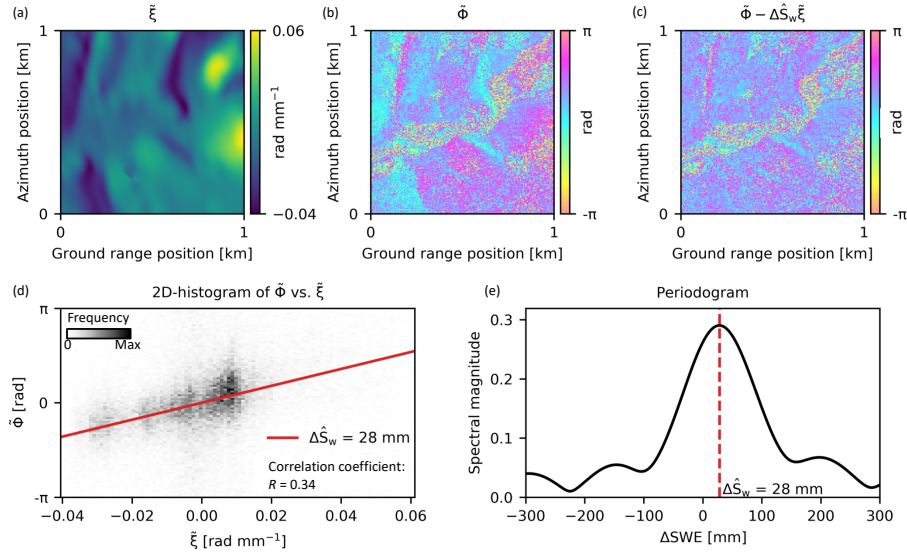 (a) ξ̃
Azimuth position [km]
1
0
0 1
Ground range position [km]
0.06
rad mm⁻¹
−0.04
(b) Φ̃
Azimuth position [km]
1
0
0 1
Ground range position [km]
π
rad
-π
(c) Φ̃ − ΔŜ_w ξ̃
Azimuth position [km]
1
0
0 1
Ground range position [km]
π
rad
-π
(d) 2D-histogram of Φ̃ vs. ξ̃
Frequency
0 Max
Φ̃ [rad]
π
0
-π
ΔŜ_w = 28 mm
Correlation coefficient:
R = 0.34
−0.04 −0.02 0.00 0.02 0.04 0.06
ξ̃ [rad mm⁻¹]
(e) Periodogram
Spectral magnitude
0.3
0.2
0.1
0.0
ΔŜ_w = 28 mm
−300 −200 −100 0 100 200 300
ΔSWE [mm]